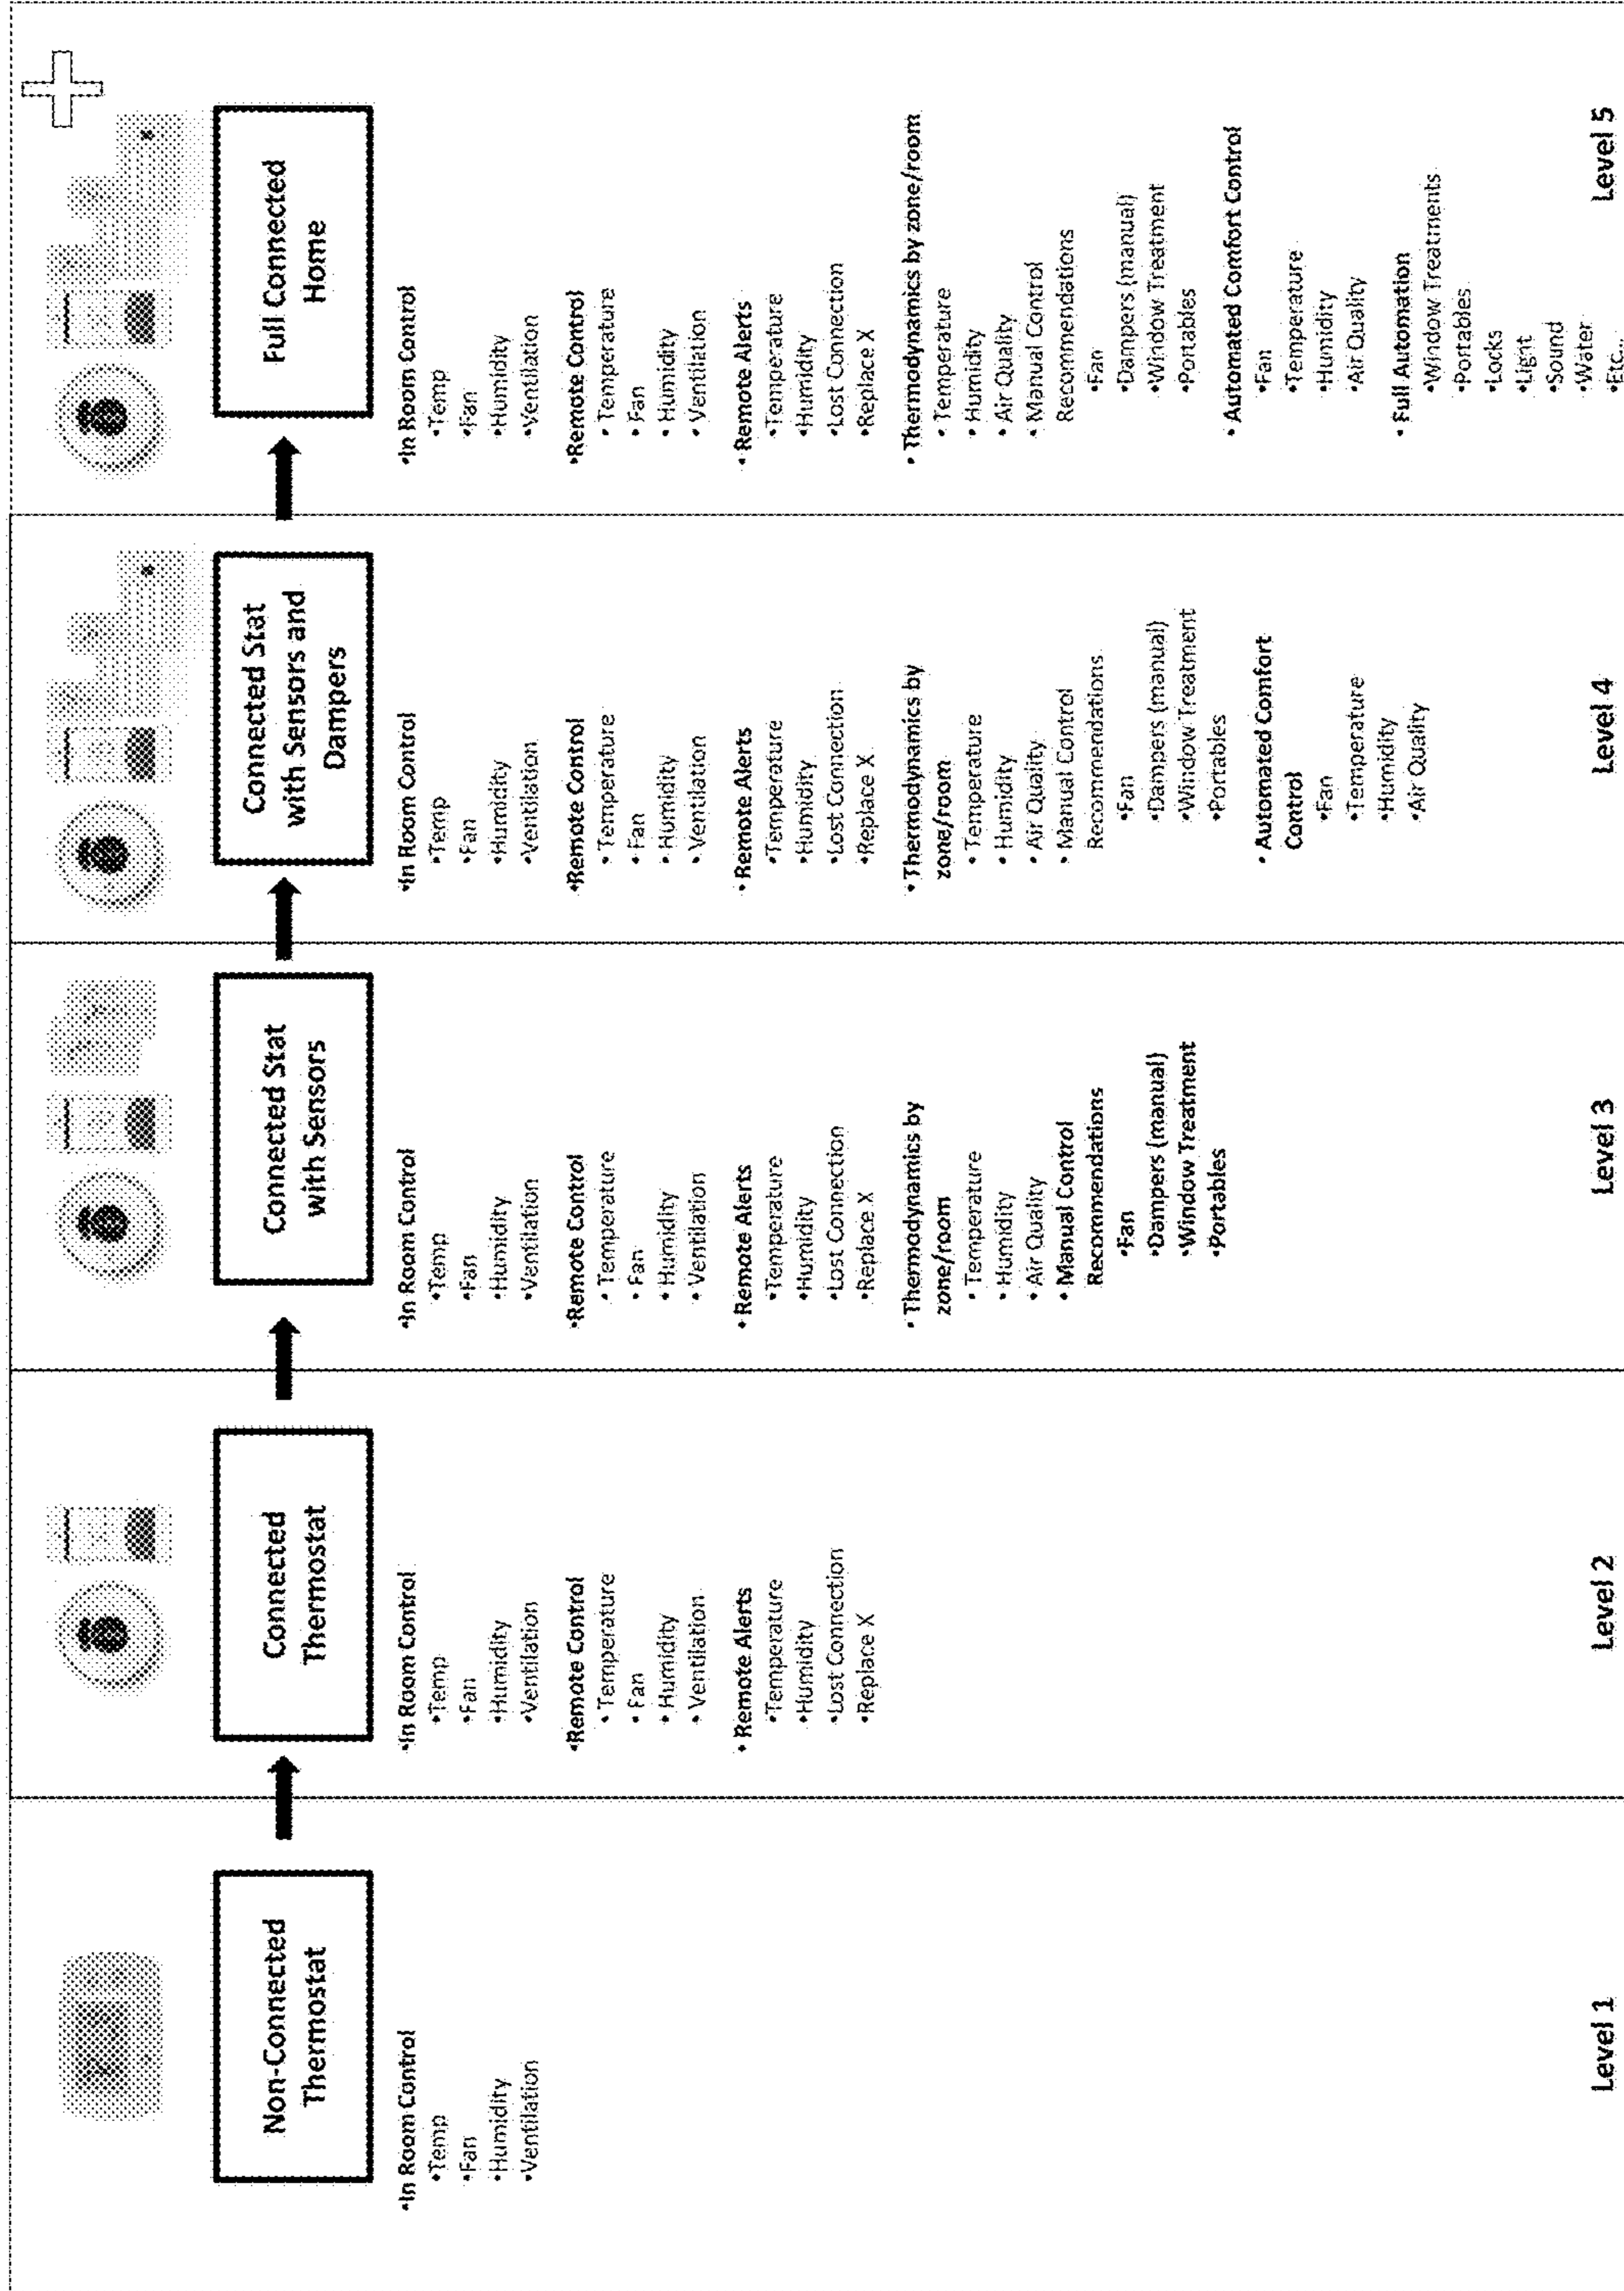 Non-Connected
Thermostat
•In Room Control
•Temp
•Fan
•Humidity
•Ventilation
Level 1
Connected
Thermostat
•In Room Control
•Temp
•Fan
•Humidity
•Ventilation
•Remote Control
• Temperature
• Fan
• Humidity
• Ventilation
• Remote Alerts
•Temperature
•Humidity
•Lost Connection
•Replace X
Level 2
Connected Stat
with Sensors
•In Room Control
•Temp
•Fan
•Humidity
•Ventilation
•Remote Control
• Temperature
• Fan
• Humidity
• Ventilation
• Remote Alerts
•Temperature
•Humidity
•Lost Connection
•Replace X
• Thermodynamics by
zone/room
• Temperature
• Humidity
• Air Quality
• Manual Control
Recommendations
•Fan
•Dampers (manual)
•Window Treatment
•Portables
Level 3
Connected Stat
with Sensors and
Dampers
•In Room Control
•Temp
•Fan
•Humidity
•Ventilation
•Remote Control
• Temperature
• Fan
• Humidity
• Ventilation
• Remote Alerts
•Temperature
•Humidity
•Lost Connection
•Replace X
• Thermodynamics by
zone/room
• Temperature
• Humidity
• Air Quality
• Manual Control
Recommendations
•Fan
•Dampers (manual)
•Window Treatment
•Portables
• Automated Comfort
Control
•Fan
•Temperature
•Humidity
•Air Quality
Level 4
Full Connected
Home
•In Room Control
•Temp
•Fan
•Humidity
•Ventilation
•Remote Control
• Temperature
• Fan
• Humidity
• Ventilation
• Remote Alerts
•Temperature
•Humidity
•Lost Connection
•Replace X
• Thermodynamics by zone/room
• Temperature
• Humidity
• Air Quality
• Manual Control
Recommendations
•Fan
•Dampers (manual)
•Window Treatment
•Portables
• Automated Comfort Control
•Fan
•Temperature
•Humidity
•Air Quality
• Full Automation
•Window Treatments
•Portables
•Locks
•Light
•Sound
•Water
•Etc...
Level 5